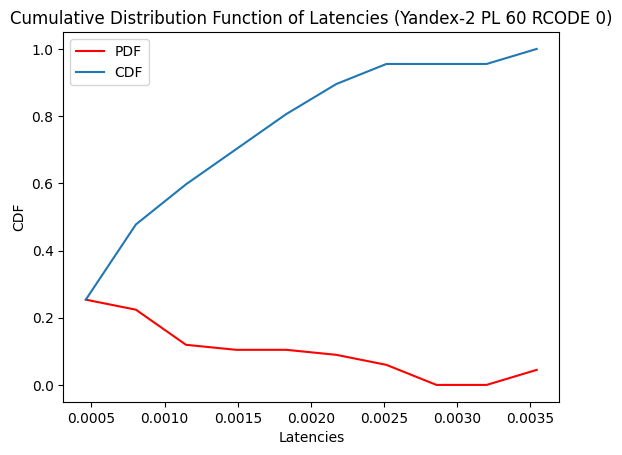 Cumulative Distribution Function of Latencies (Yandex-2 PL 60 RCODE 0)
PDF
CDF
1.0
0.8
0.6
0.4
0.2
0.0
CDF
0.0005 0.0010 0.0015 0.0020 0.0025 0.0030 0.0035
Latencies